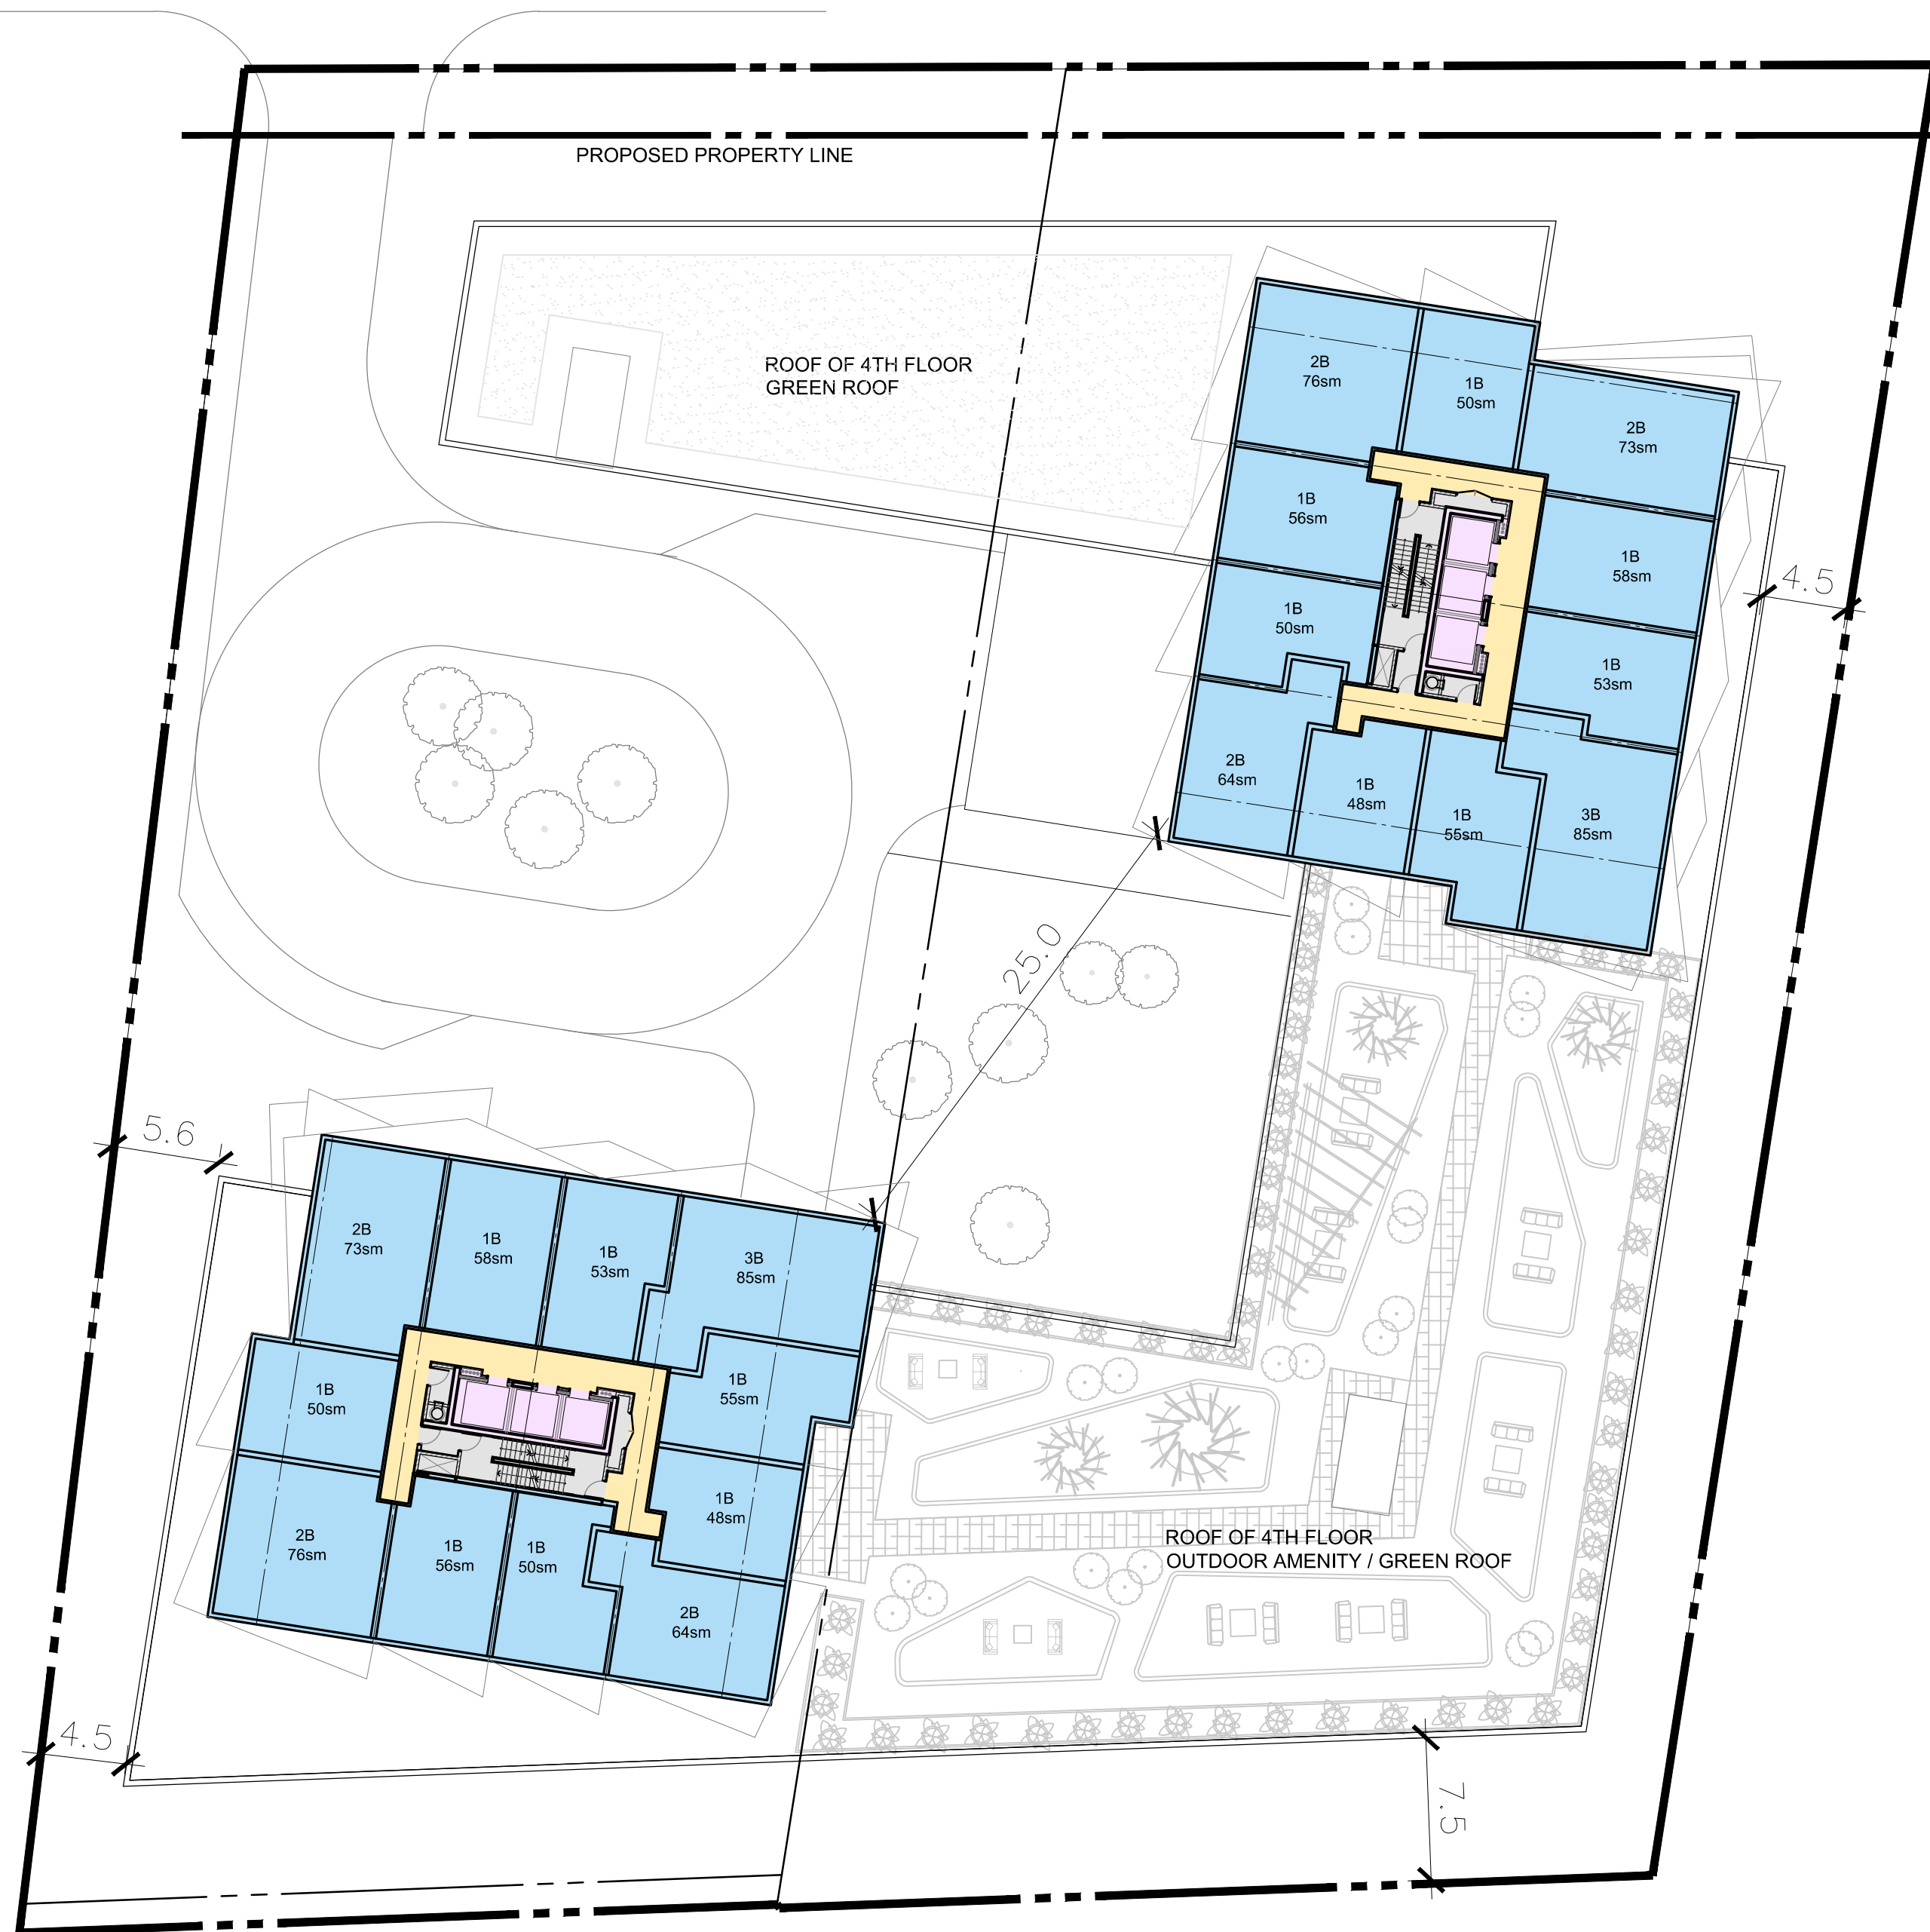 PROPOSED PROPERTY LINE
ROOF OF 4TH FLOOR
GREEN ROOF
2B
76sm
1B
50sm
2B
73sm
1B
56sm
1B
58sm
4.5
1B
50sm
1B
53sm
2B
64sm
1B
48sm
1B
55sm
3B
85sm
25.0
5.6
2B
73sm
1B
58sm
1B
53sm
3B
85sm
1B
50sm
1B
55sm
2B
76sm
1B
56sm
1B
50sm
1B
48sm
2B
64sm
ROOF OF 4TH FLOOR
OUTDOOR AMENITY / GREEN ROOF
4.5
7.5